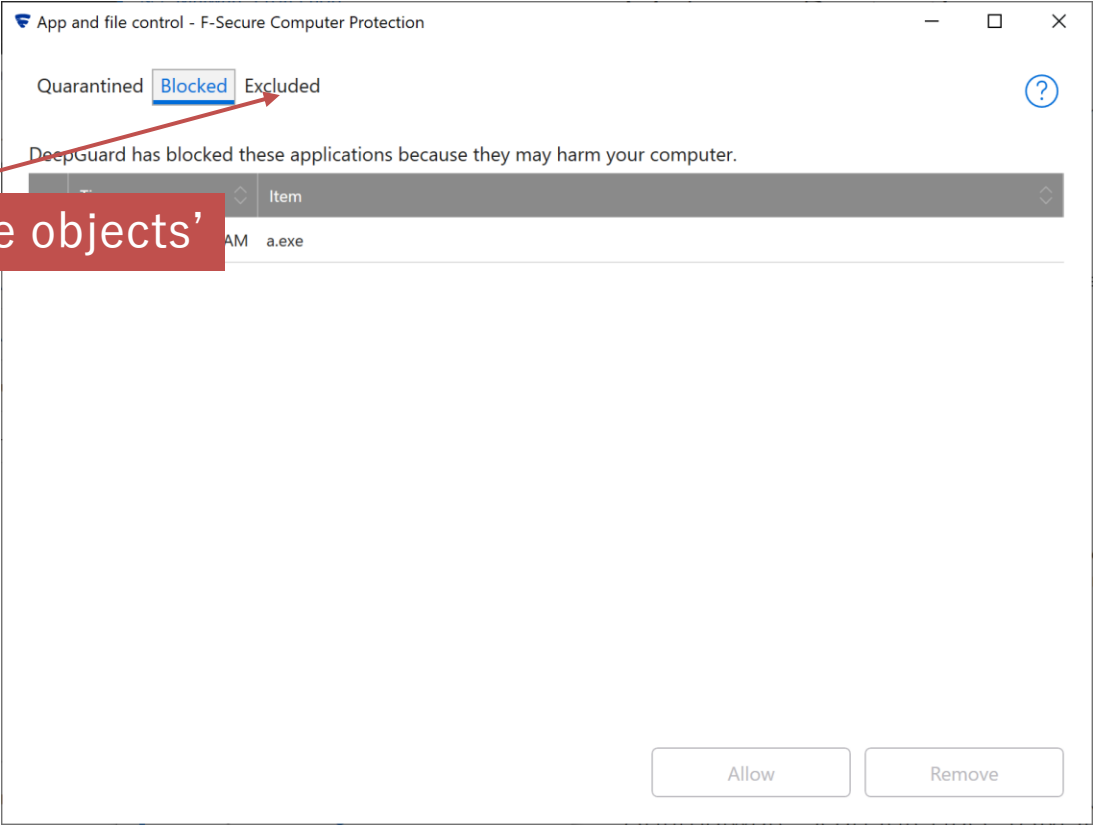 App and file control - F-Secure Computer Protection
Quarantined Blocked Excluded
?
DeepGuard has blocked these applications because they may harm your computer.
Item
e objects’
AM a.exe
Allow Remove